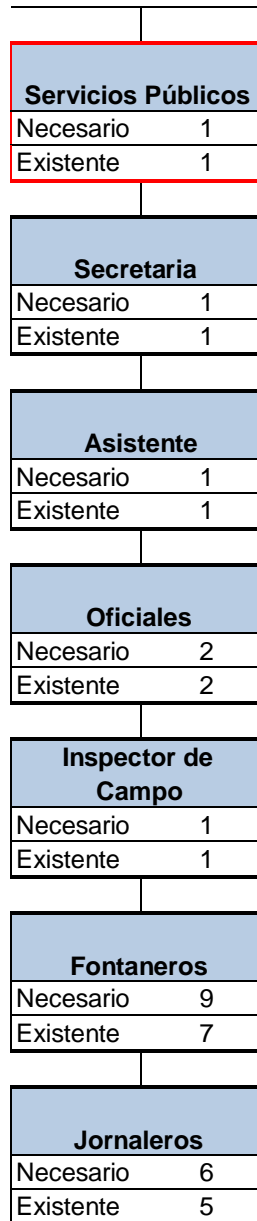 Servicios Públicos
Necesario 1
Existente 1
Secretaria
Necesario 1
Existente 1
Asistente
Necesario 1
Existente 1
Oficiales
Necesario 2
Existente 2
Inspector de
Campo
Necesario 1
Existente 1
Fontaneros
Necesario 9
Existente 7
Jornaleros
Necesario 6
Existente 5